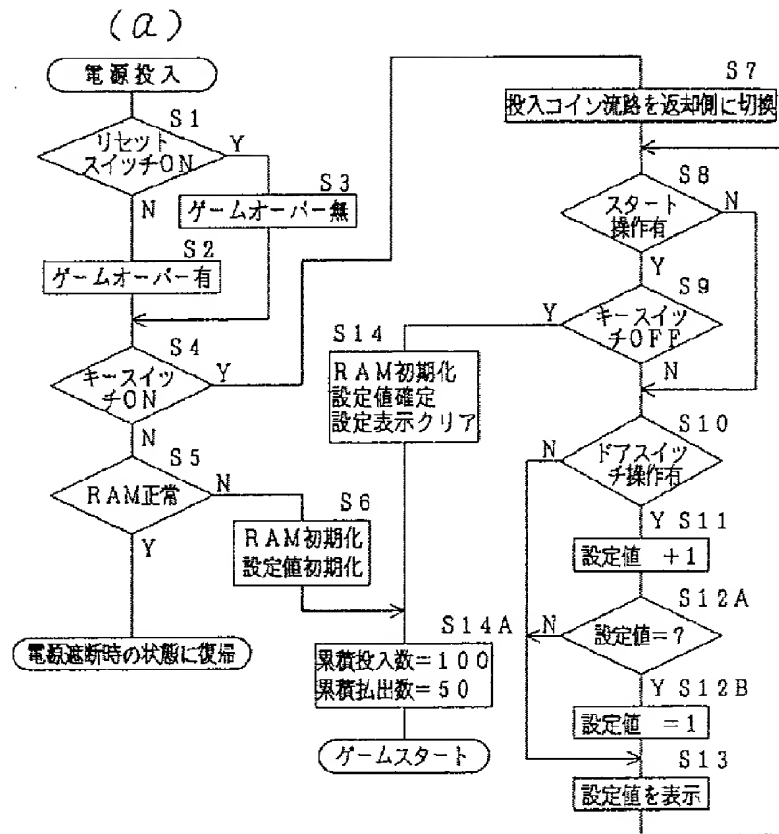 (a)
電源投入
S1
リセット
スイッチON
Y
N
S3
ゲームオーバー無
S2
ゲームオーバー有
S4
キースイッ
チON
Y
N
S5
RAM正常
N
Y
S6
RAM初期化
設定値初期化
電源遮断時の状態に復帰
S14
RAM初期化
設定値確定
設定表示クリア
S14A
累積投入数=100
累積払出数=50
ゲームスタート
S7
投入コイン流路を返却側に切換
S8
スタート
操作有
N
Y
S9
キースイッ
チOFF
Y
N
S10
ドアスイッ
チ操作有
N
Y
S11
設定値 +1
S12A
設定値=7
N
Y
S12B
設定値 =1
S13
設定値を表示